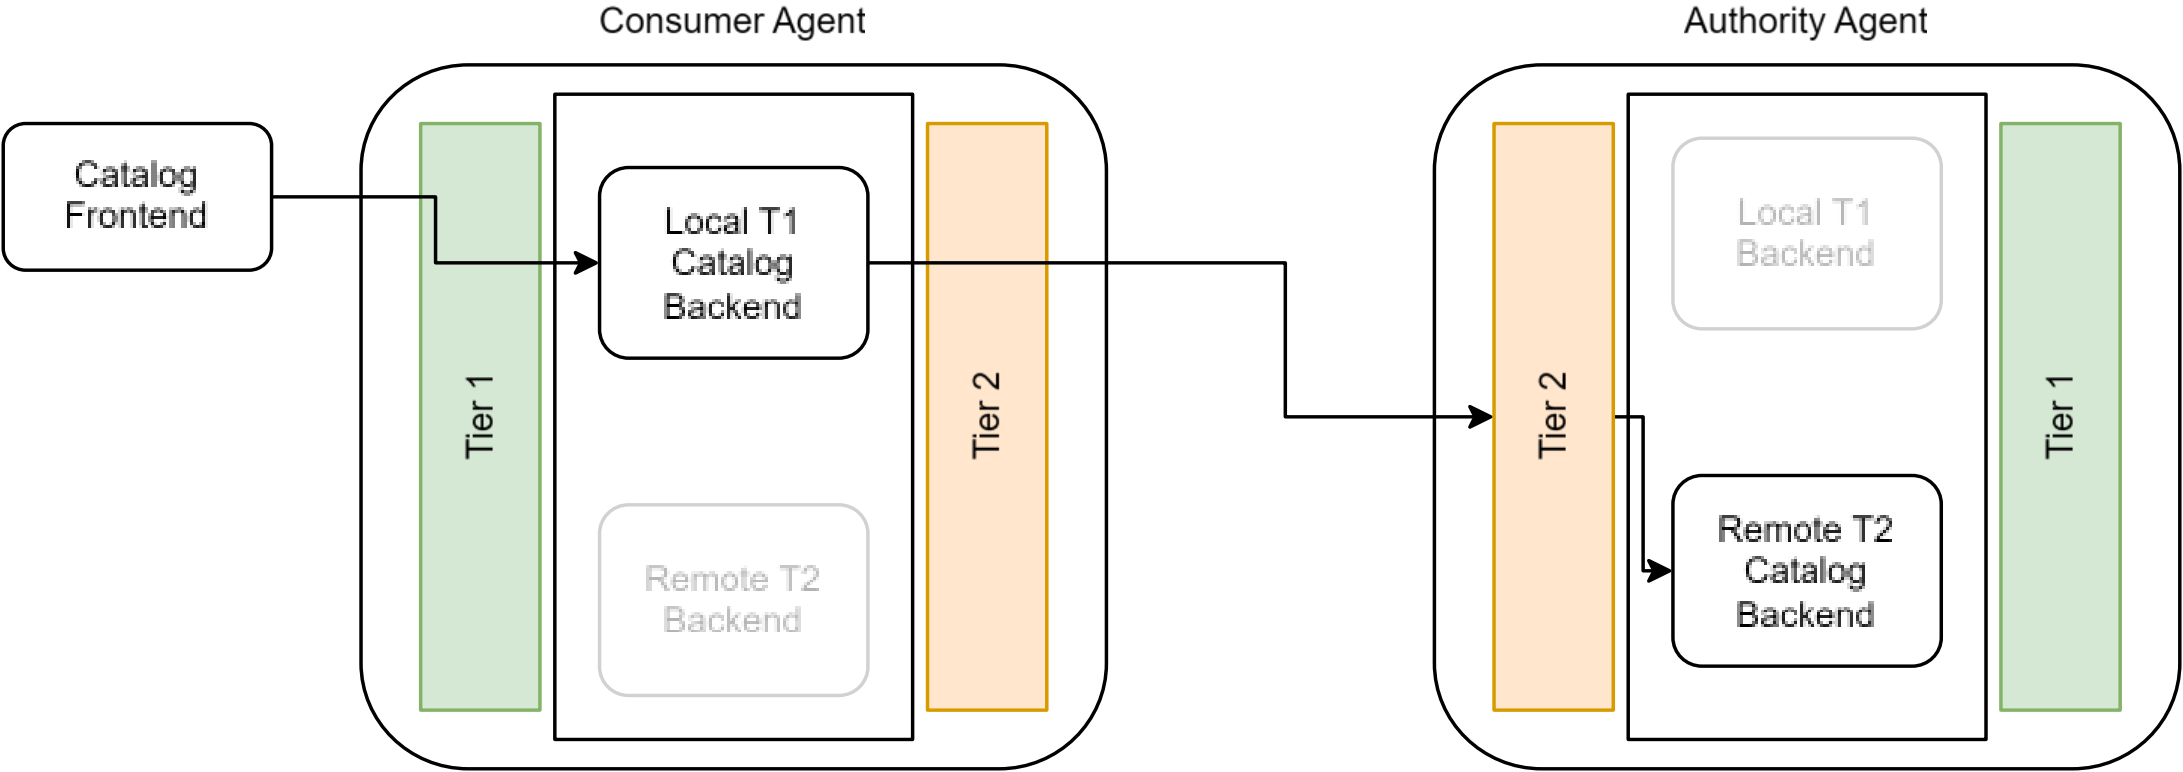 Consumer Agent
Authority Agent
Catalog
Frontend
Tier 1
Local T1
Catalog
Backend
Remote T2
Backend
Tier 2
Tier 2
Local T1
Backend
Remote T2
Catalog
Backend
Tier 1